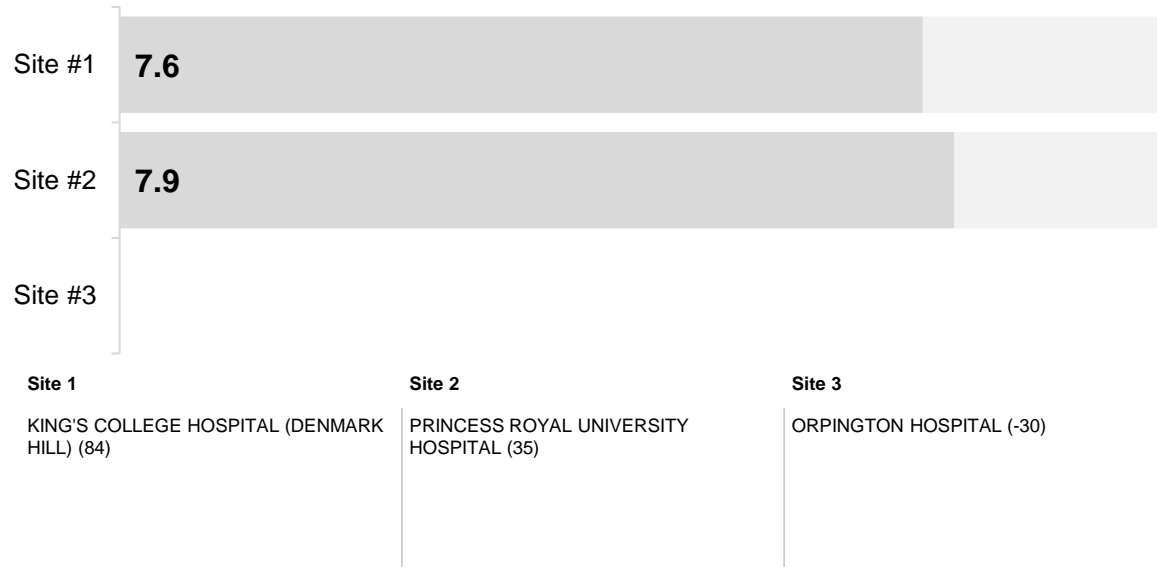 Site #1
7.6
Site #2
7.9
Site #3
Site 1
KING'S COLLEGE HOSPITAL (DENMARK
HILL) (84)
Site 2
PRINCESS ROYAL UNIVERSITY
HOSPITAL (35)
Site 3
ORPINGTON HOSPITAL (-30)